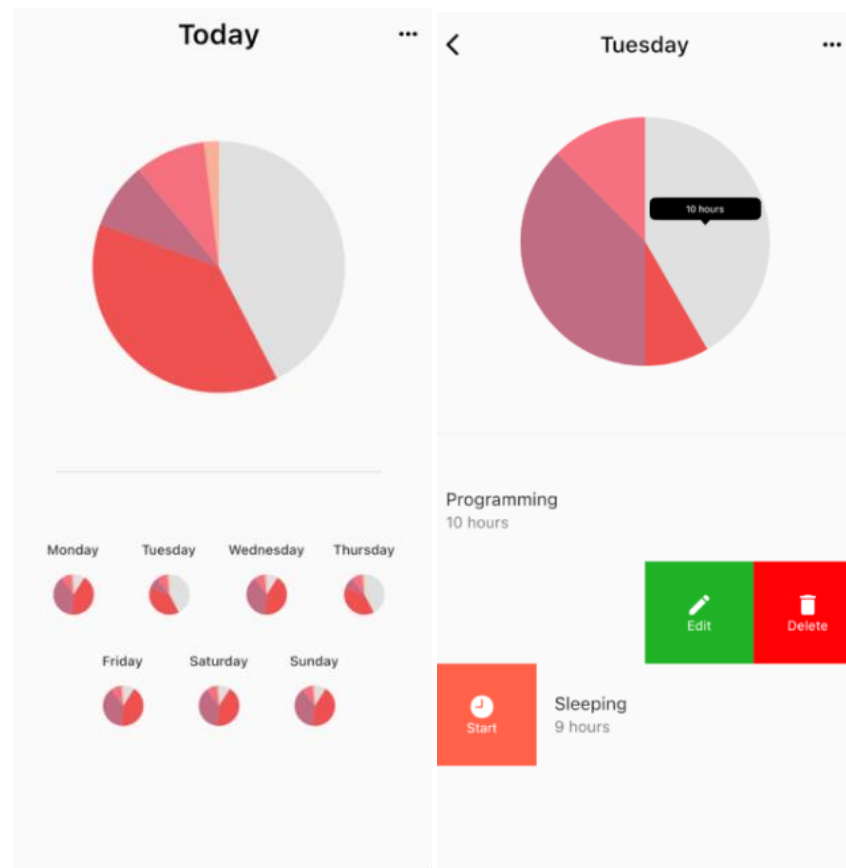 Today
Monday
Tuesday
Wednesday
Thursday
Friday
Saturday
Sunday
Tuesday
10 hours
Programming
10 hours
Edit
Delete
Start
Sleeping
9 hours